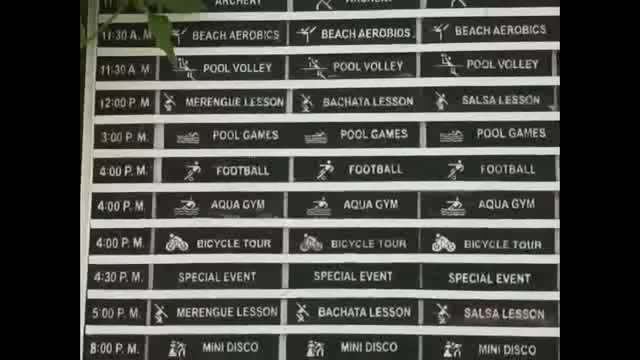 ARCHERY ARCHERY
11:30 A.M. BEACH AEROBICS BEACH AEROBICS BEACH AEROBICS
11:30 A.M. POOL VOLLEY POOL VOLLEY POOL VOLLEY
12:00 P.M. MERENGUE LESSON BACHATA LESSON SALSA LESSON
3:00 P.M. POOL GAMES POOL GAMES POOL GAMES
4:00 P.M. FOOTBALL FOOTBALL FOOTBALL
4:00 P.M. AQUA GYM AQUA GYM AQUA GYM
4:00 P.M. BICYCLE TOUR BICYCLE TOUR BICYCLE TOUR
4:30 P.M. SPECIAL EVENT SPECIAL EVENT SPECIAL EVENT
5:00 P.M. MERENGUE LESSON BACHATA LESSON SALSA LESSON
8:00 P.M. MINI DISCO MINI DISCO MINI DISCO